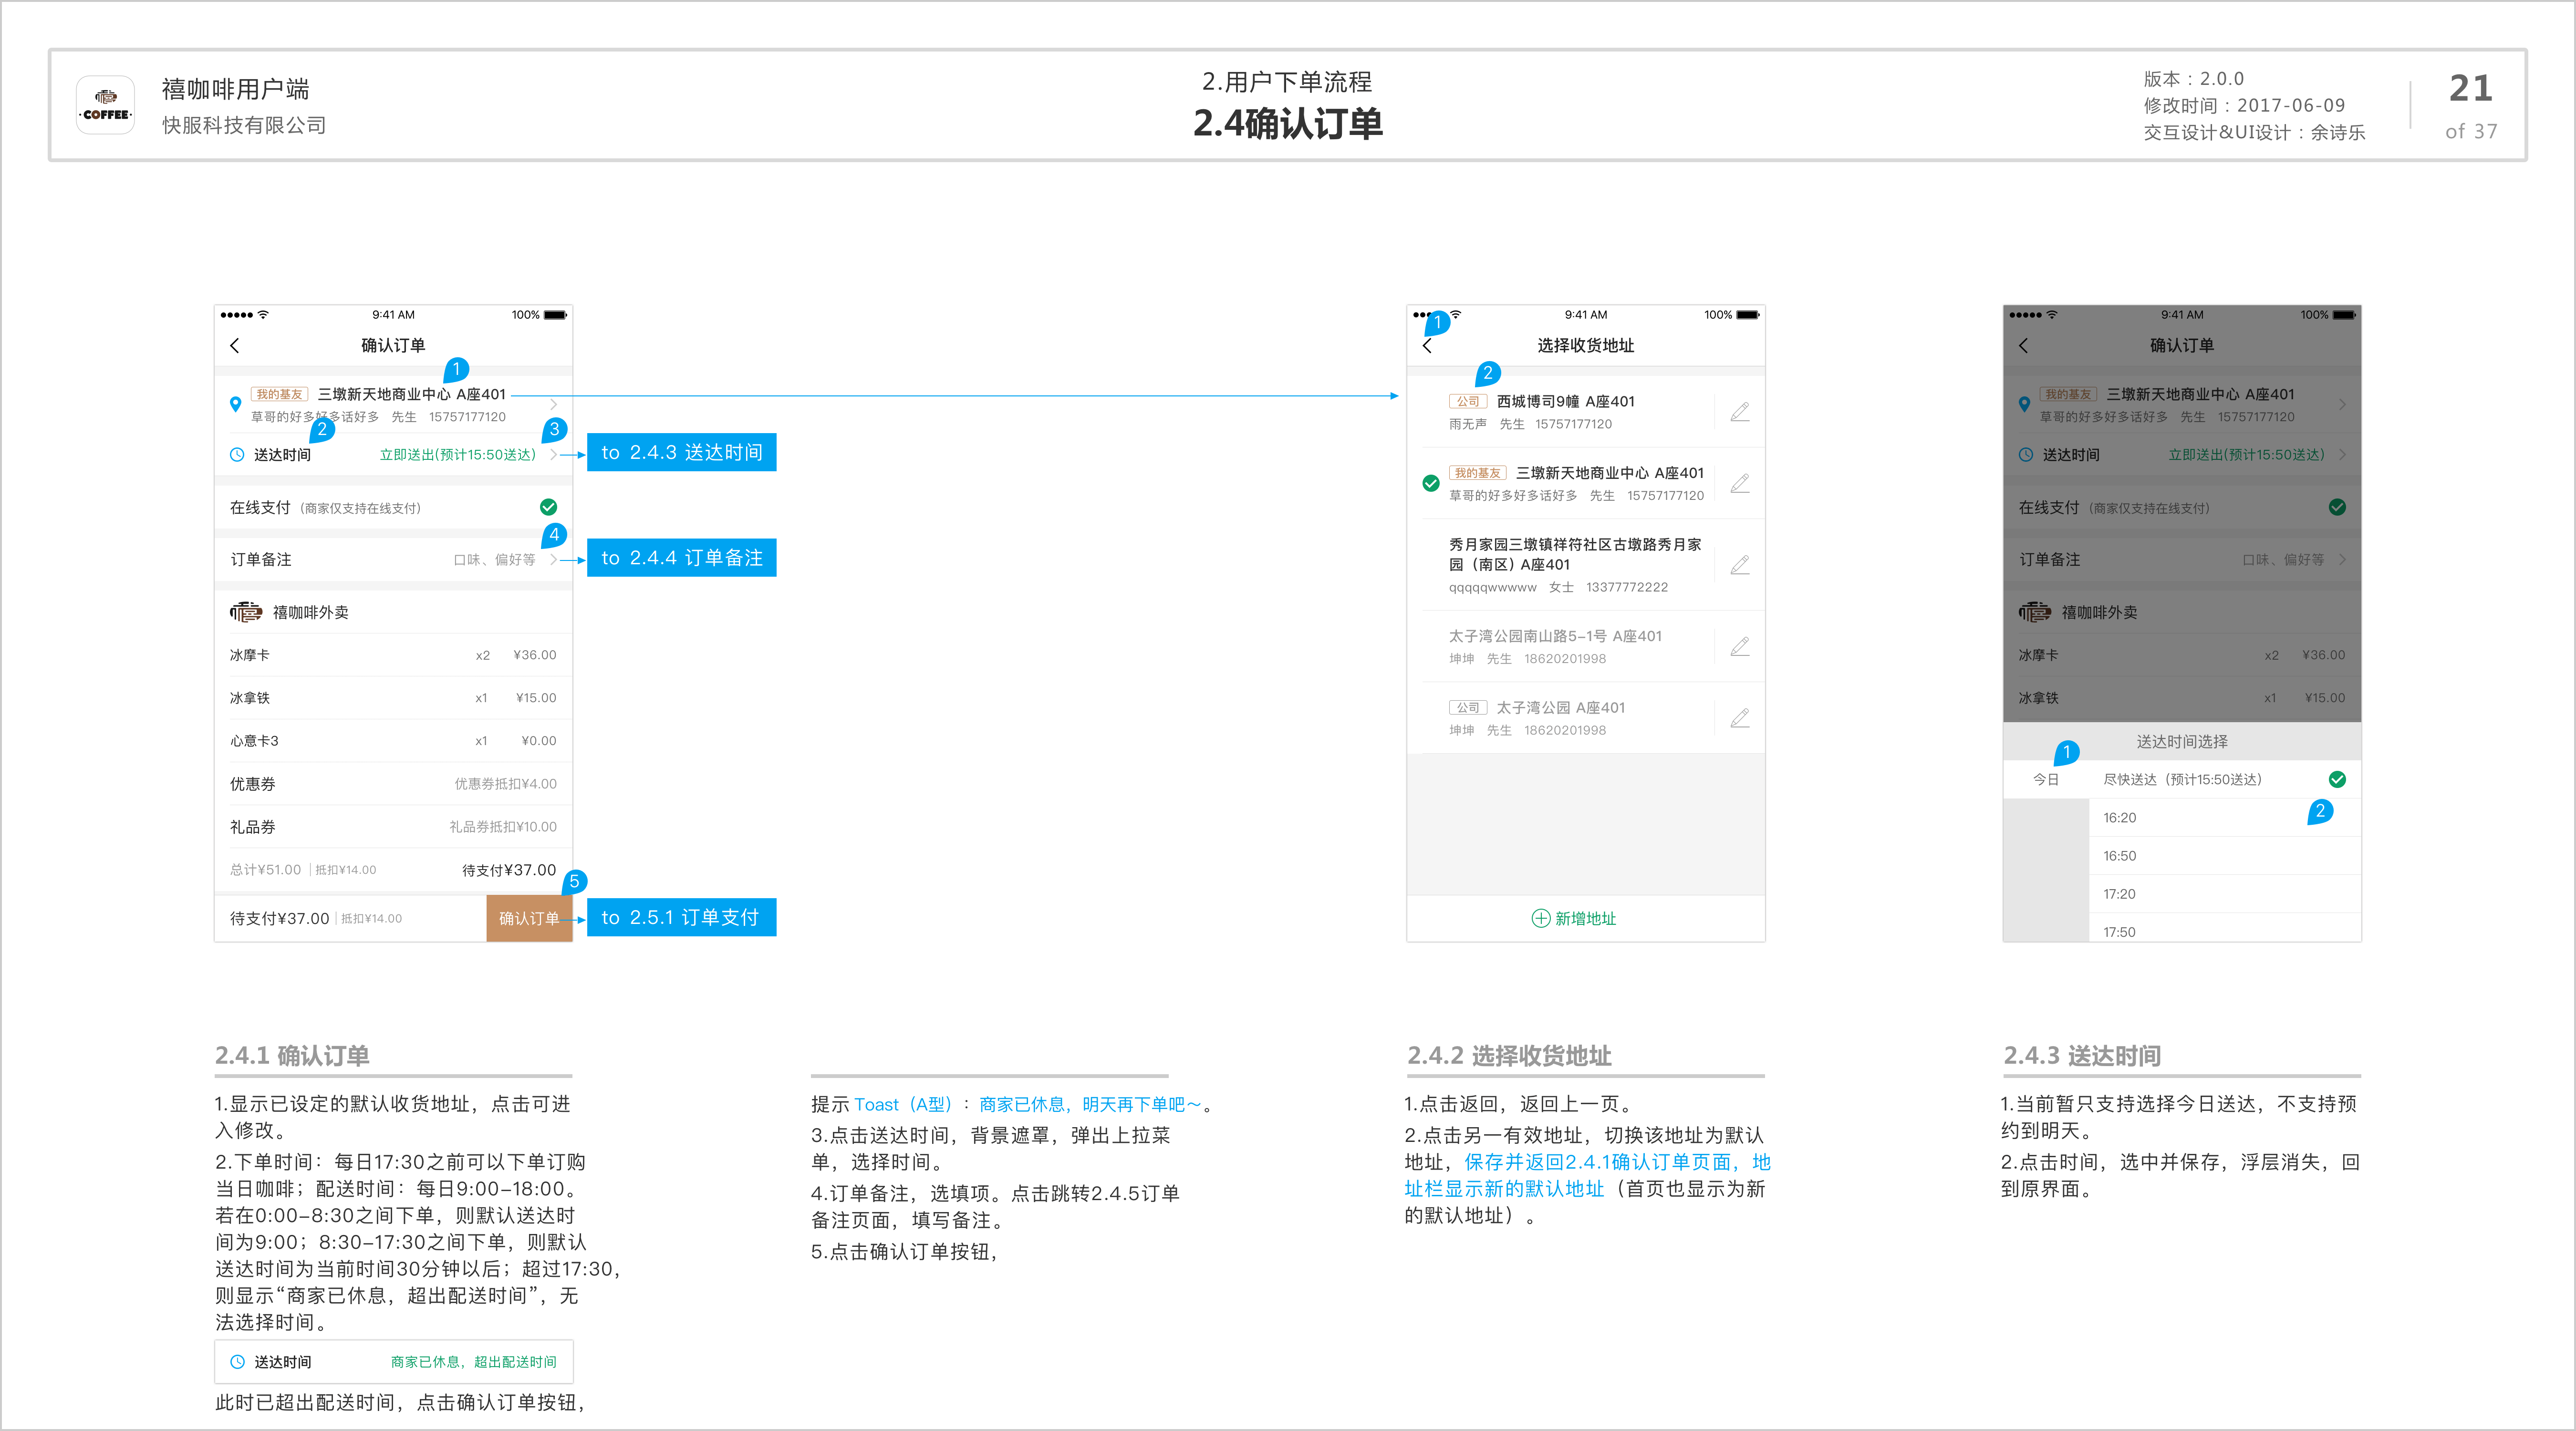 COFFEE
禧咖啡用户端
快服科技有限公司
2.用户下单流程
2.4确认订单
版本：2.0.0
修改时间：2017-06-09
交互设计&UI设计：余诗乐
21
of 37
9:41 AM 100%
确认订单
1
我的基友 三墩新天地商业中心 A座401
草哥的好多好多话好多 先生 15757177120
2
3
送达时间 立即送出(预计15:50送达)
to 2.4.3 送达时间
在线支付 (商家仅支持在线支付)
4
订单备注 口味、偏好等
to 2.4.4 订单备注
禧咖啡外卖
冰摩卡 x2 ¥36.00
冰拿铁 x1 ¥15.00
心意卡3 x1 ¥0.00
优惠券 优惠券抵扣¥4.00
礼品券 礼品券抵扣¥10.00
总计¥51.00 抵扣¥14.00 待支付¥37.00
5
待支付¥37.00 抵扣¥14.00 确认订单
to 2.5.1 订单支付
9:41 AM 100%
1
选择收货地址
2
公司 西城博司9幢 A座401
雨无声 先生 15757177120
我的基友 三墩新天地商业中心 A座401
草哥的好多好多话好多 先生 15757177120
秀月家园三墩镇祥符社区古墩路秀月家
园（南区）A座401
qqqqqwwwww 女士 13377772222
太子湾公园南山路5-1号 A座401
坤坤 先生 18620201998
公司 太子湾公园 A座401
坤坤 先生 18620201998
新增地址
9:41 AM 100%
确认订单
我的基友 三墩新天地商业中心 A座401
草哥的好多好多话好多 先生 15757177120
送达时间 立即送出(预计15:50送达)
在线支付 (商家仅支持在线支付)
订单备注 口味、偏好等
禧咖啡外卖
冰摩卡 x2 ¥36.00
冰拿铁 x1 ¥15.00
送达时间选择
1
今日 尽快送达（预计15:50送达）
2
16:20
16:50
17:20
17:50
2.4.1 确认订单
1.显示已设定的默认收货地址，点击可进
入修改。
2.下单时间：每日17:30之前可以下单订购
当日咖啡；配送时间：每日9:00-18:00。
若在0:00-8:30之间下单，则默认送达时
间为9:00；8:30-17:30之间下单，则默认
送达时间为当前时间30分钟以后；超过17:30，
则显示“商家已休息，超出配送时间”，无
法选择时间。
送达时间 商家已休息，超出配送时间
此时已超出配送时间，点击确认订单按钮，
提示 Toast（A型）：商家已休息，明天再下单吧～。
3.点击送达时间，背景遮罩，弹出上拉菜
单，选择时间。
4.订单备注，选填项。点击跳转2.4.5订单
备注页面，填写备注。
5.点击确认订单按钮，
2.4.2 选择收货地址
1.点击返回，返回上一页。
2.点击另一有效地址，切换该地址为默认
地址，保存并返回2.4.1确认订单页面，地
址栏显示新的默认地址（首页也显示为新
的默认地址）。
2.4.3 送达时间
1.当前暂只支持选择今日送达，不支持预
约到明天。
2.点击时间，选中并保存，浮层消失，回
到原界面。